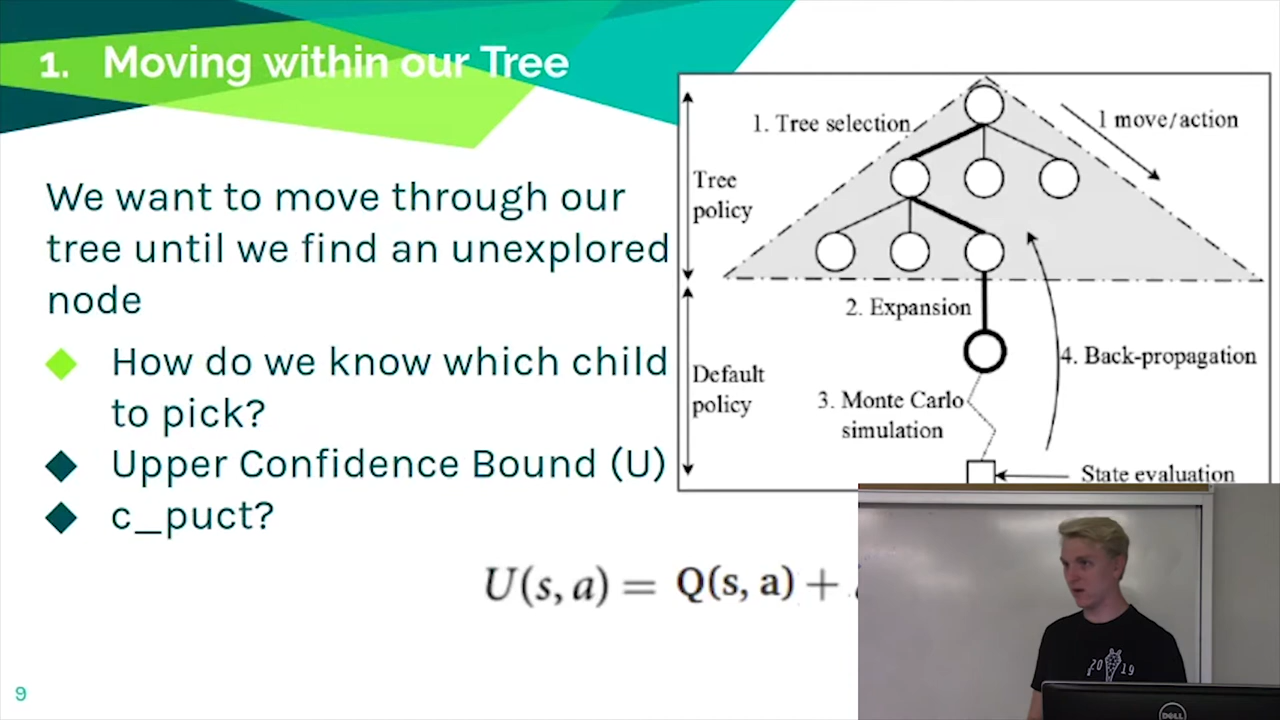 1. Moving within our Tree
We want to move through our
tree until we find an unexplored
node
How do we know which child
to pick?
Upper Confidence Bound (U)
c_puct?
U(s, a) = Q(s, a) +
1. Tree selection
1 move/action
Tree
policy
2. Expansion
Default
policy
3. Monte Carlo
simulation
4. Back-propagation
State evaluation
9
2019
DELL